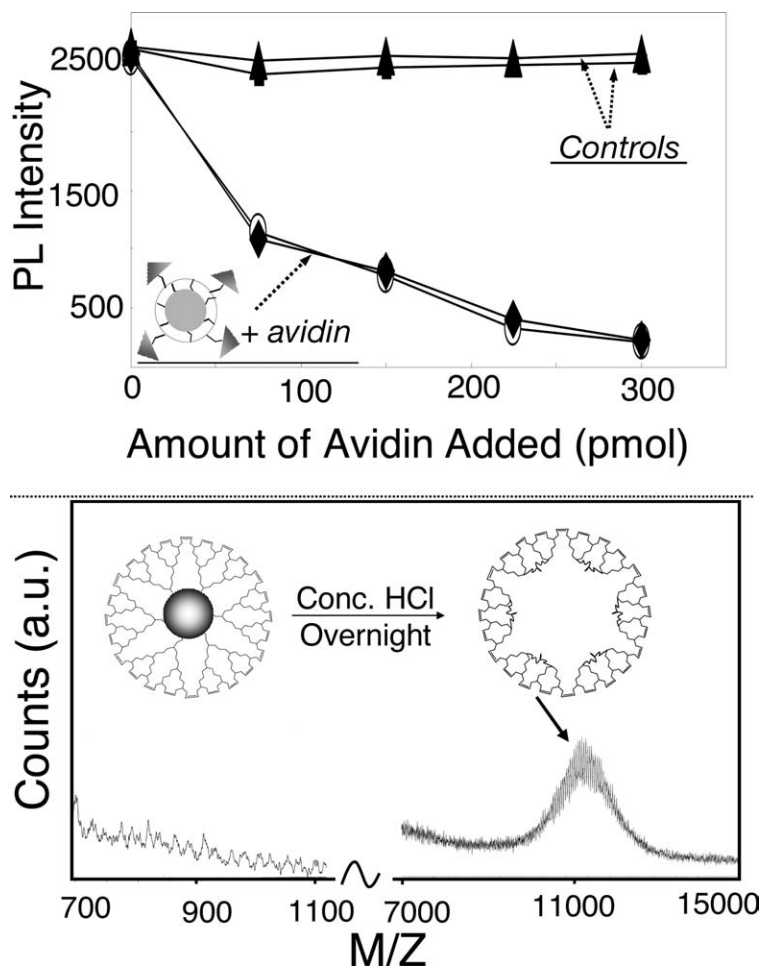 2500
1500
500
PL Intensity
Controls
+ avidin
0
100
200
300
Amount of Avidin Added (pmol)
Counts (a.u.)
Conc. HCl
Overnight
700
900
1100
7000
11000
15000
M/Z